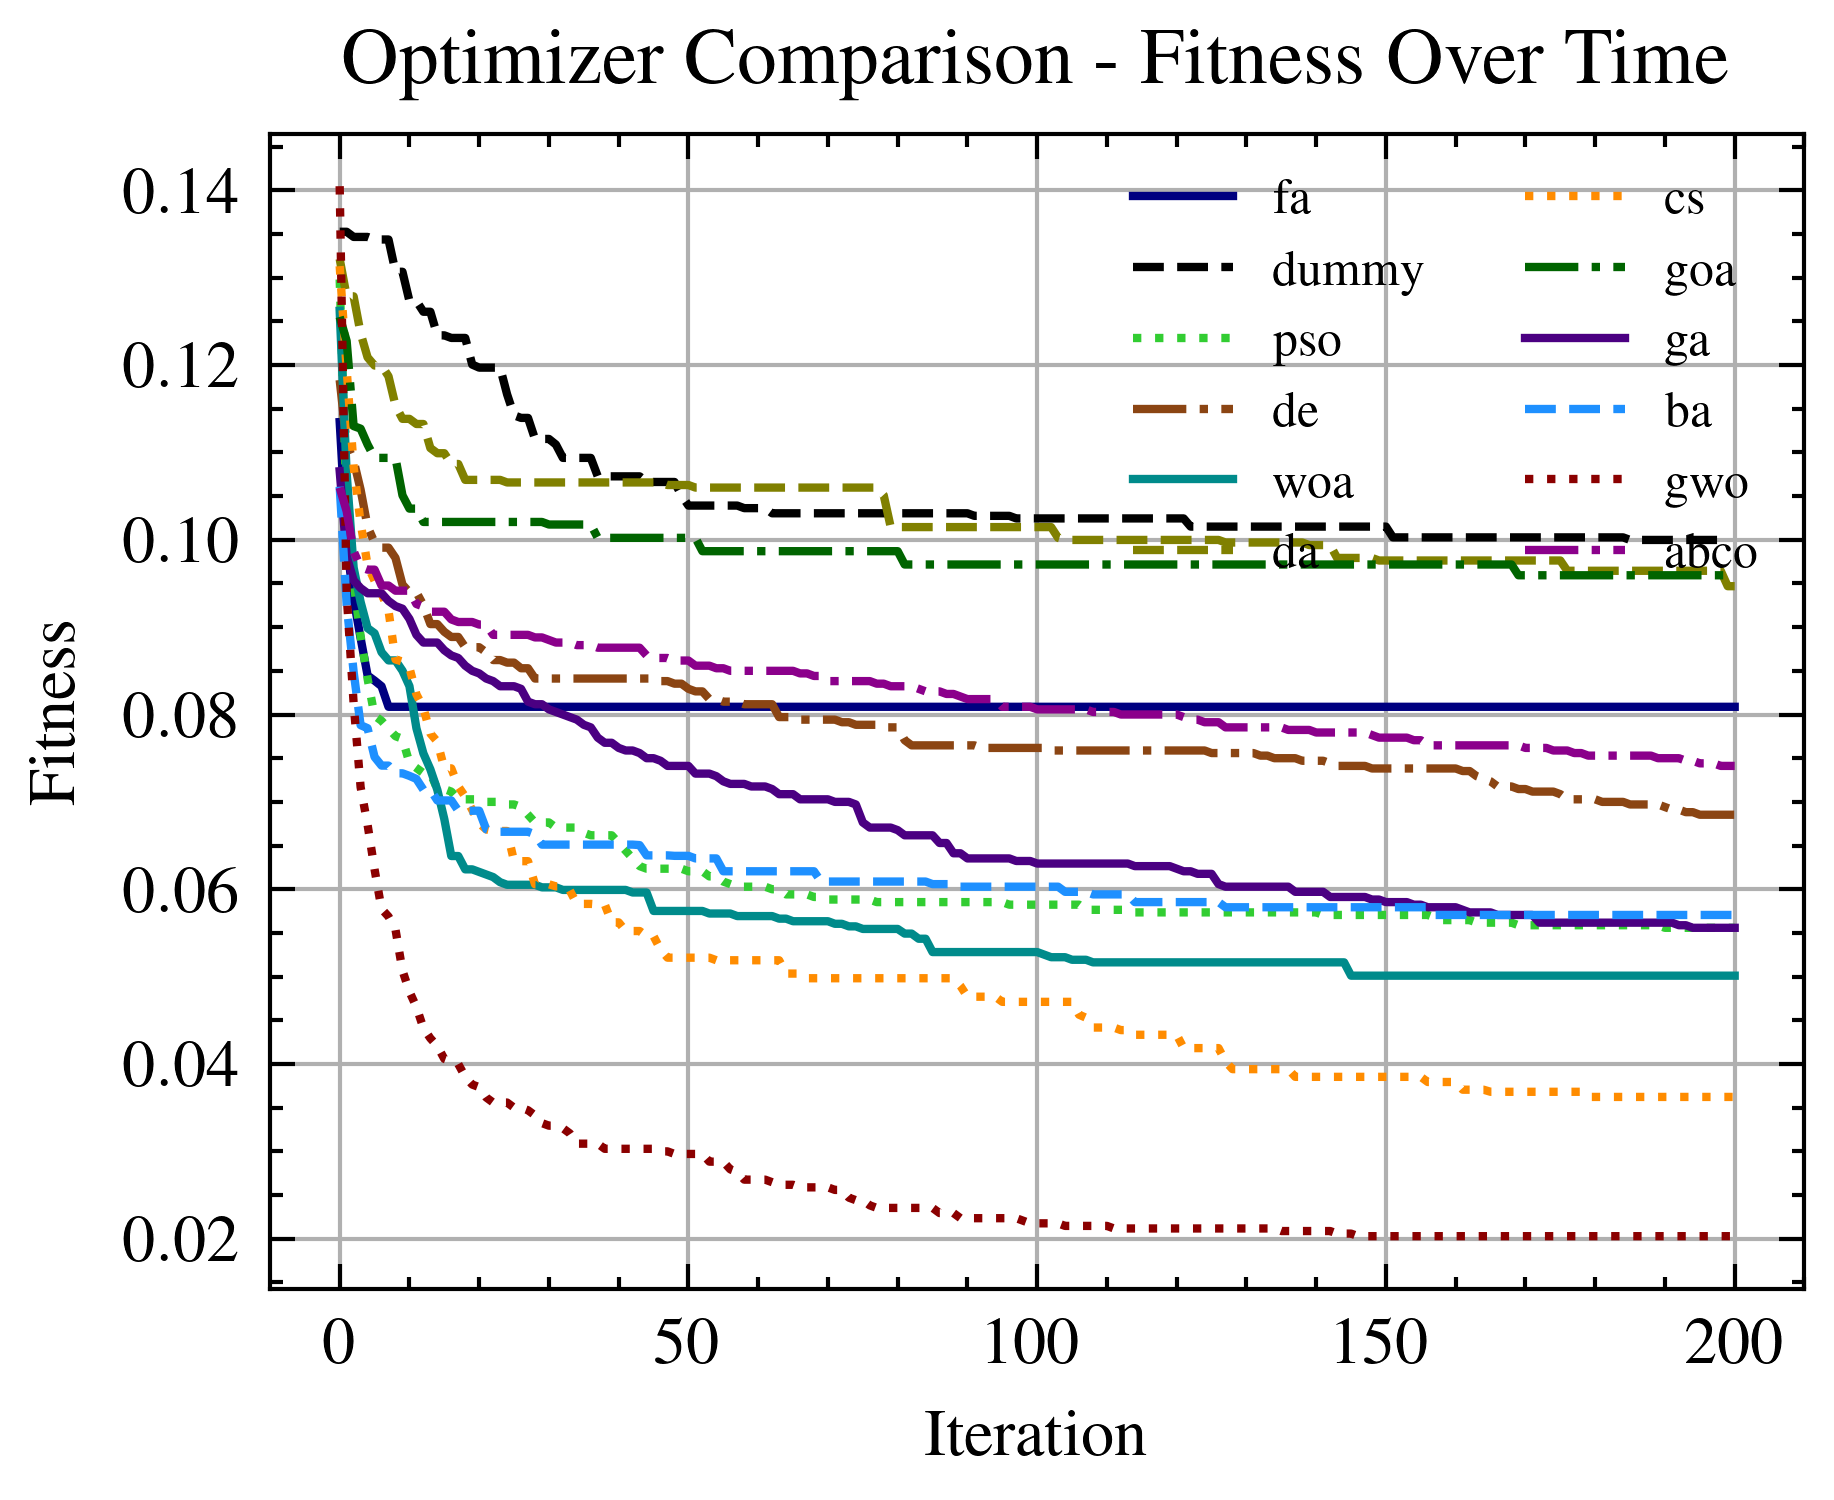 Optimizer Comparison - Fitness Over Time
Fitness
0.14
0.12
0.10
0.08
0.06
0.04
0.02
fa
dummy
pso
de
woa
da
cs
goa
ga
ba
gwo
abco
0 50 100 150 200
Iteration